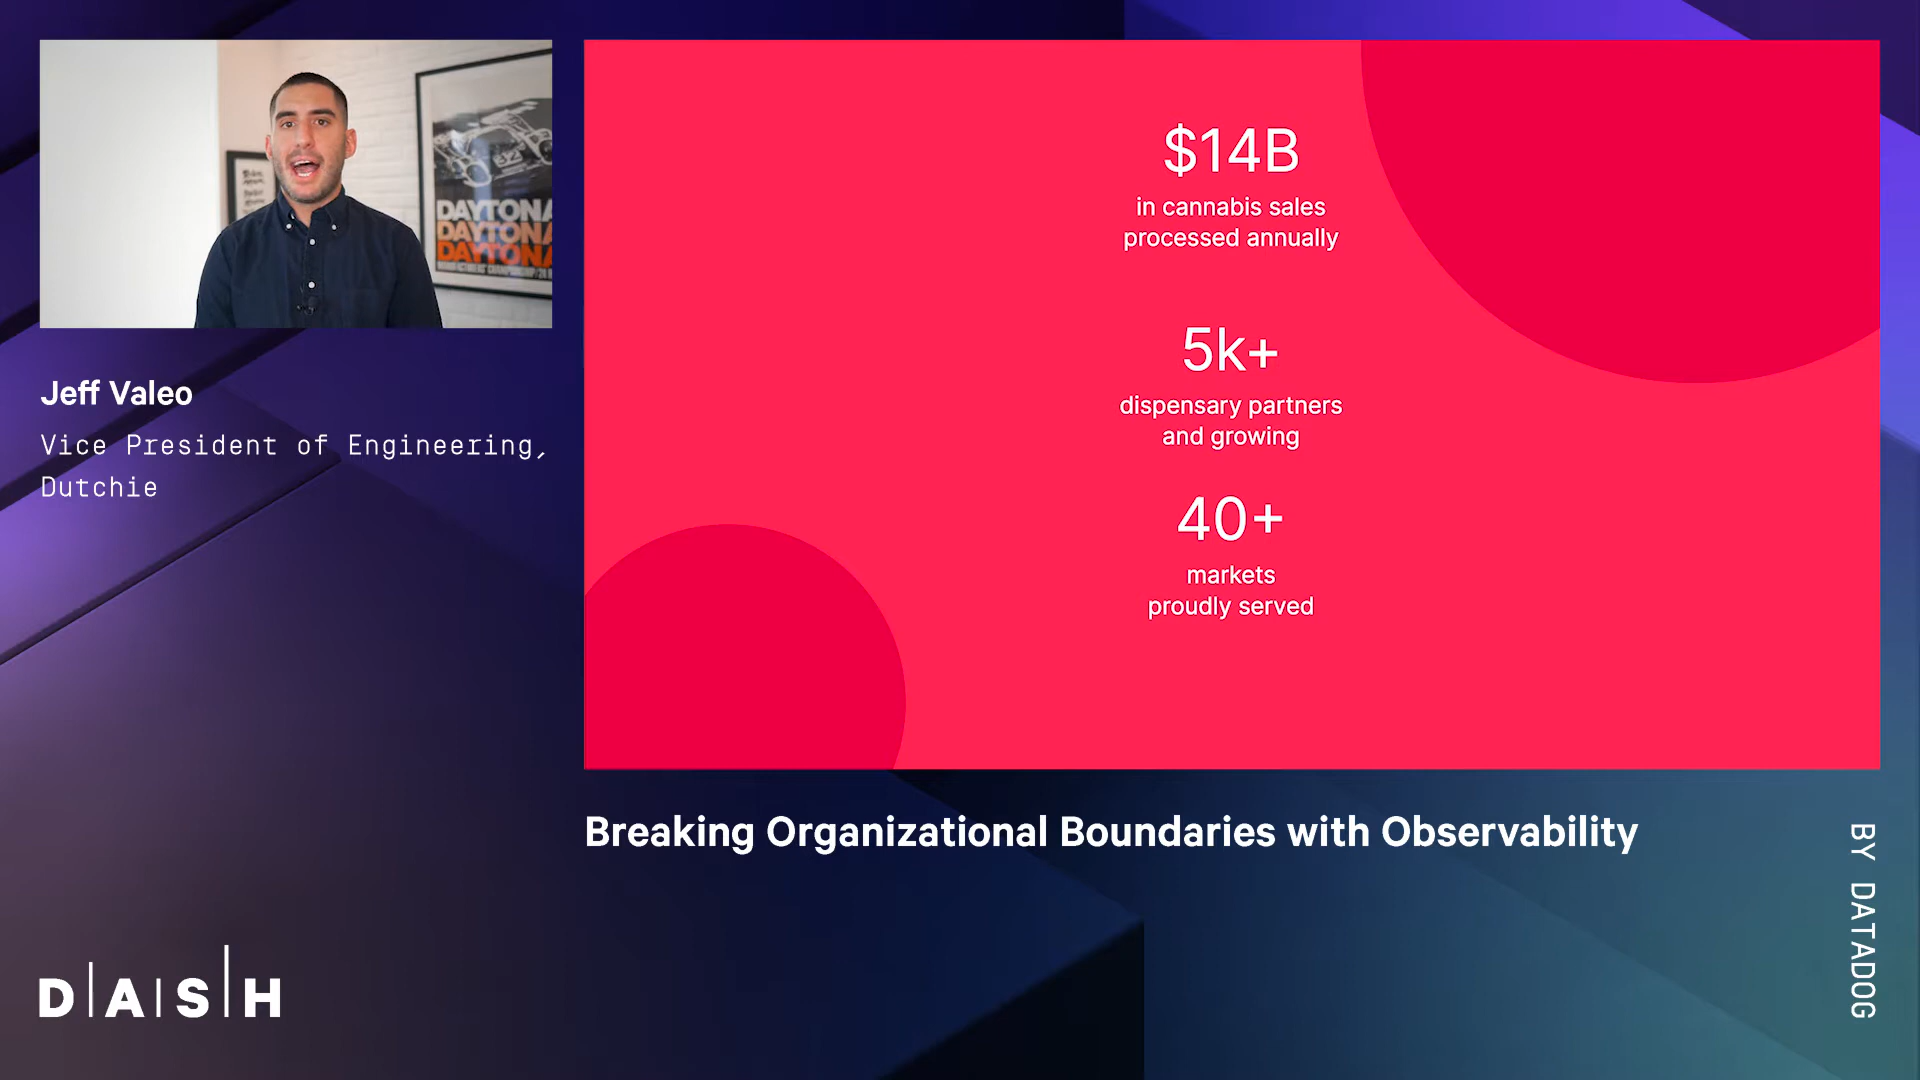 DAYTONA
DAYTONA
DAYTONA
Jeff Valeo
Vice President of Engineering,
Dutchie
$14B
in cannabis sales
processed annually
5k+
dispensary partners
and growing
40+
markets
proudly served
Breaking Organizational Boundaries with Observability
DASH
BY DATADOG